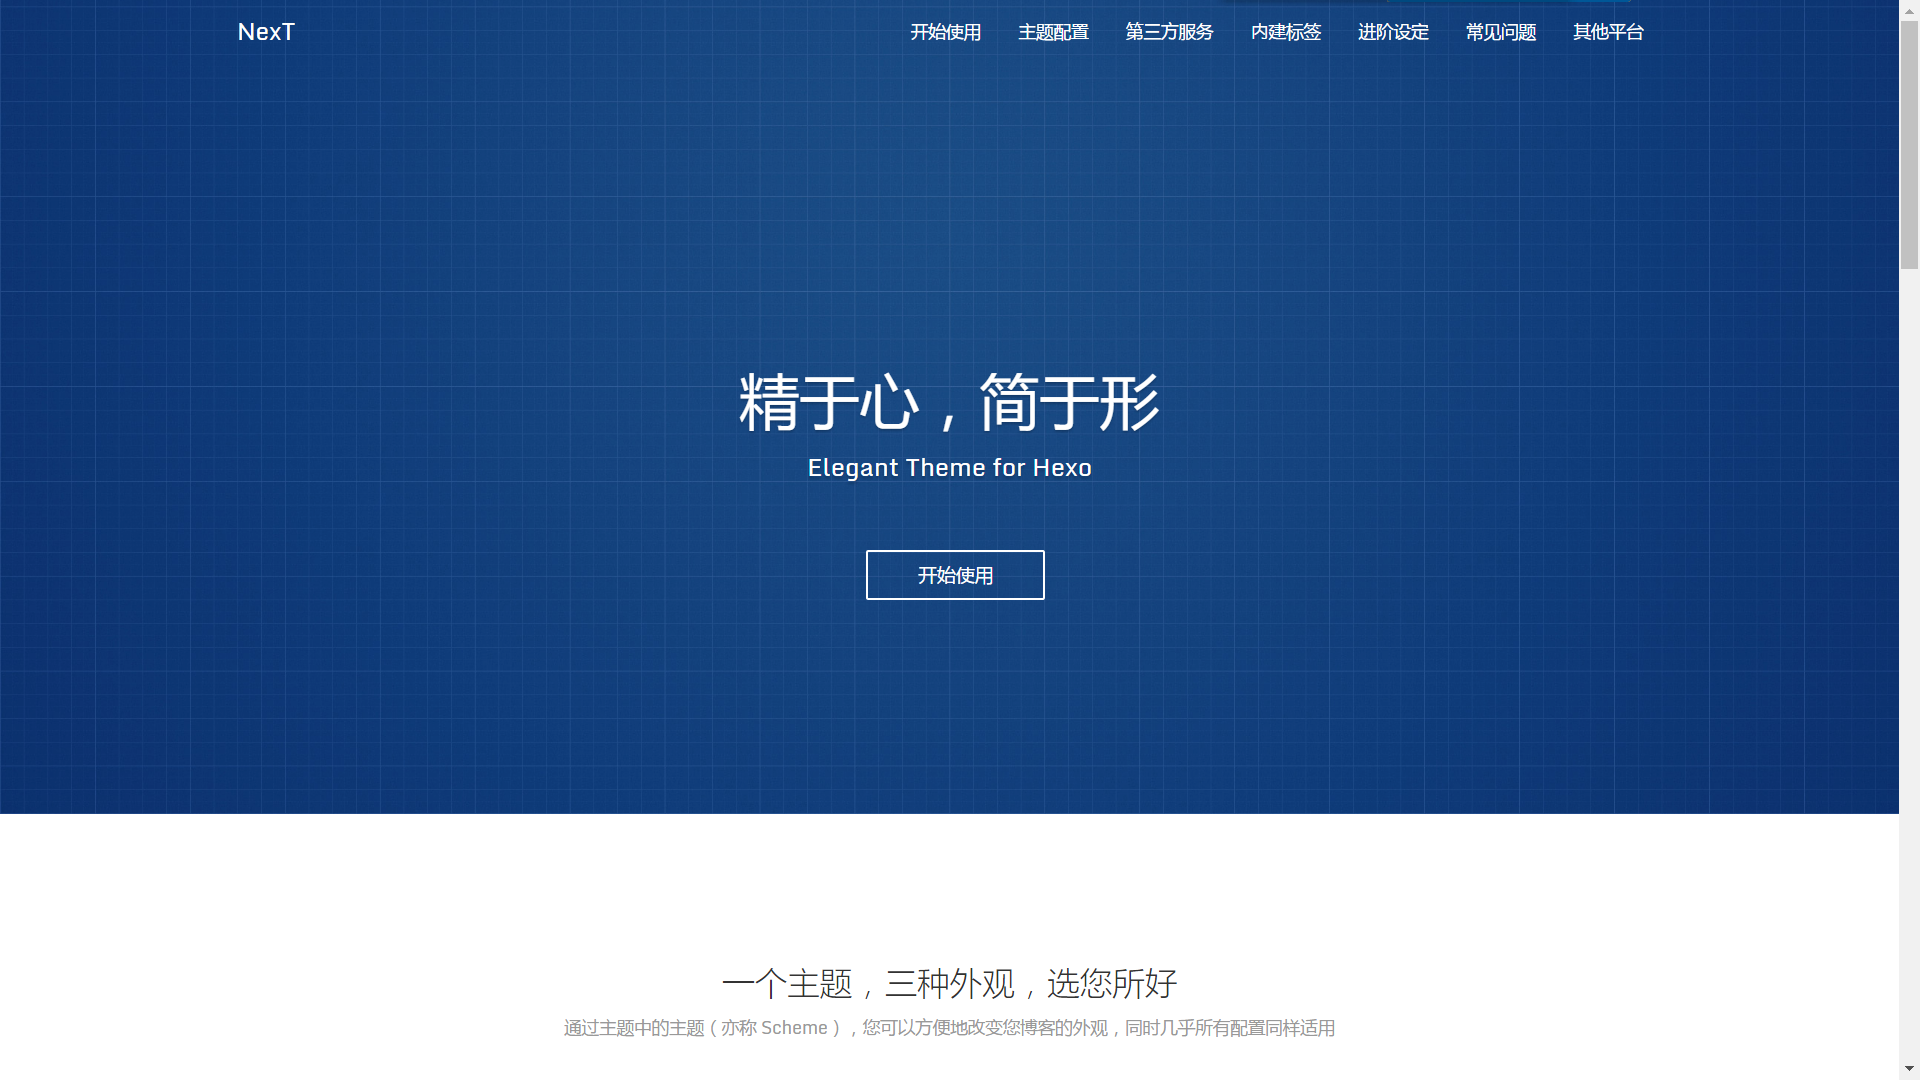 NexT
开始使用 主题配置 第三方服务 内建标签 进阶设定 常见问题 其他平台
精于心，简于形
Elegant Theme for Hexo
开始使用
一个主题，三种外观，选您所好
通过主题中的主题（亦称 Scheme），您可以方便地改变您博客的外观，同时几乎所有配置同样适用